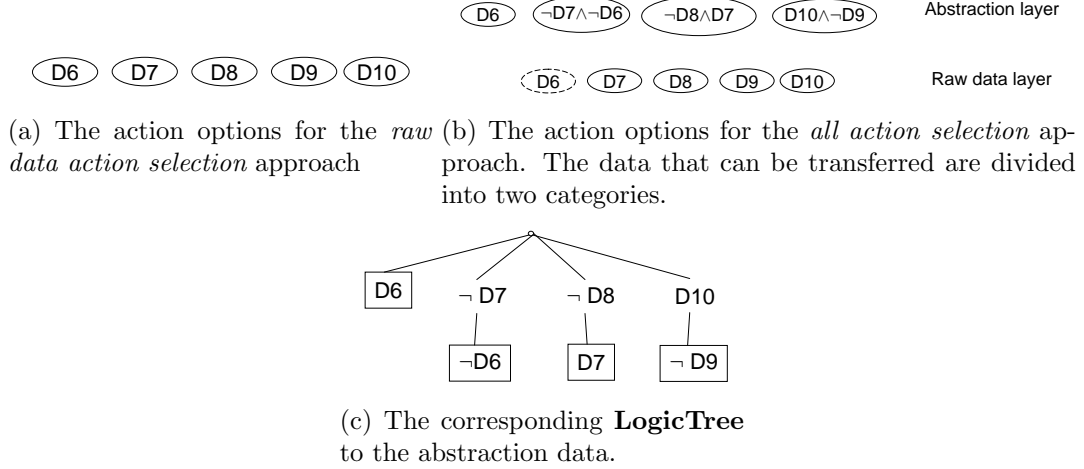 D6 ¬D7∧¬D6 ¬D8∧D7 D10∧¬D9 Abstraction layer
D6 D7 D8 D9 D10
D6 D7 D8 D9 D10 Raw data layer
(a) The action options for the raw
data action selection approach
(b) The action options for the all action selection ap-
proach. The data that can be transferred are divided
into two categories.
D6 ¬ D7 ¬ D8 D10
¬D6 D7 ¬ D9
(c) The corresponding LogicTree
to the abstraction data.